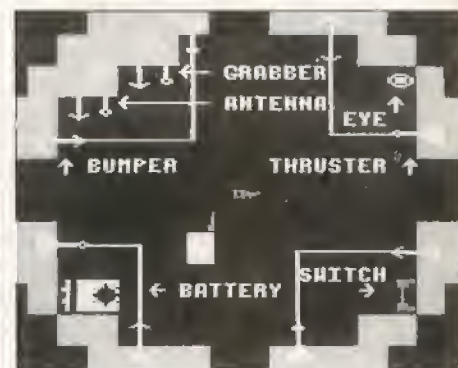 GRABBER
ANTENNA
EYE
BUMPER
THRUSTER
SWITCH
BATTERY